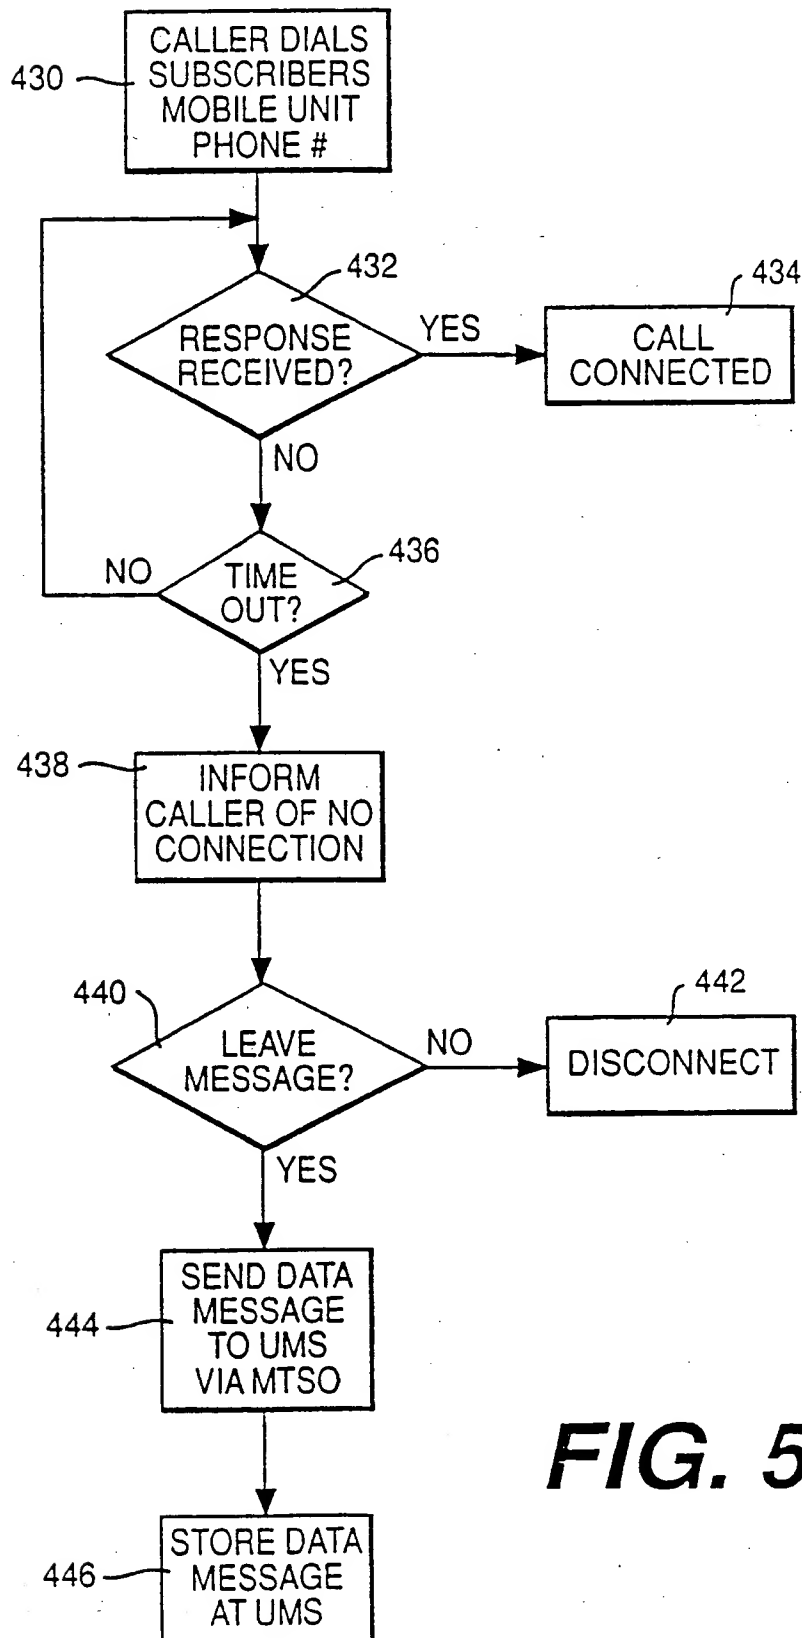 430
CALLER DIALS
SUBSCRIBERS
MOBILE UNIT
PHONE #
432
RESPONSE
RECEIVED?
YES
434
CALL
CONNECTED
NO
436
TIME
OUT?
NO
YES
438
INFORM
CALLER OF NO
CONNECTION
440
LEAVE
MESSAGE?
NO
442
DISCONNECT
YES
444
SEND DATA
MESSAGE
TO UMS
VIA MTSO
FIG. 5
446
STORE DATA
MESSAGE
AT UMS